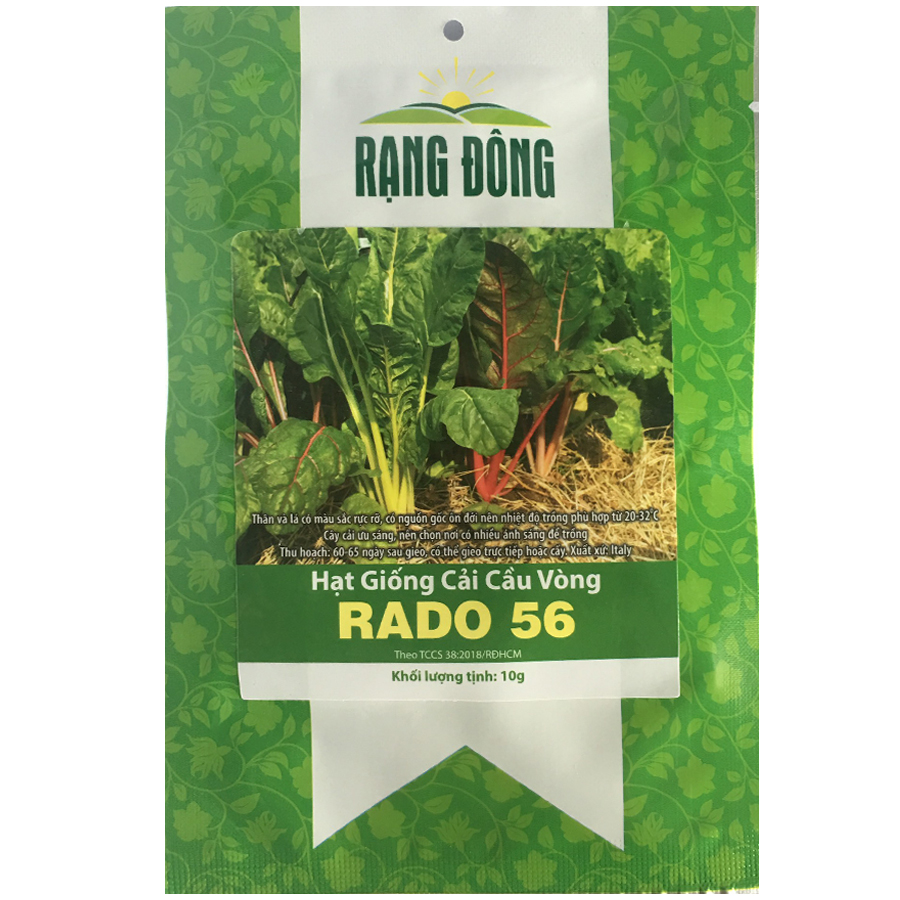 RẠNG ĐÔNG
Thân và lá có màu sắc rực rỡ, có nguồn gốc ôn đới nên nhiệt độ trồng phù hợp từ 20-32°C
Cây cải ưu sáng, nên chọn nơi có nhiều ánh sáng để trồng
Thu hoạch: 60-65 ngày sau gieo, có thể gieo trực tiếp hoặc cấy. Xuất xứ: Italy
Hạt Giống Cải Cầu Vòng
RADO 56
Theo TCCS 38:2018/RĐHCM
Khối lượng tịnh: 10g